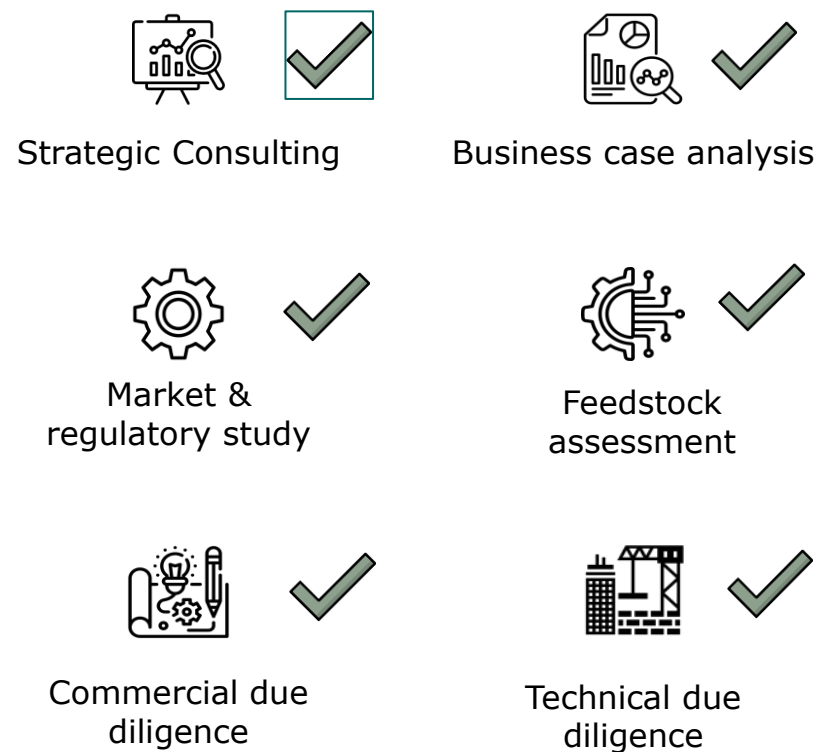 Strategic Consulting
Business case analysis
Market &
regulatory study
Feedstock
assessment
Commercial due
diligence
Technical due
diligence